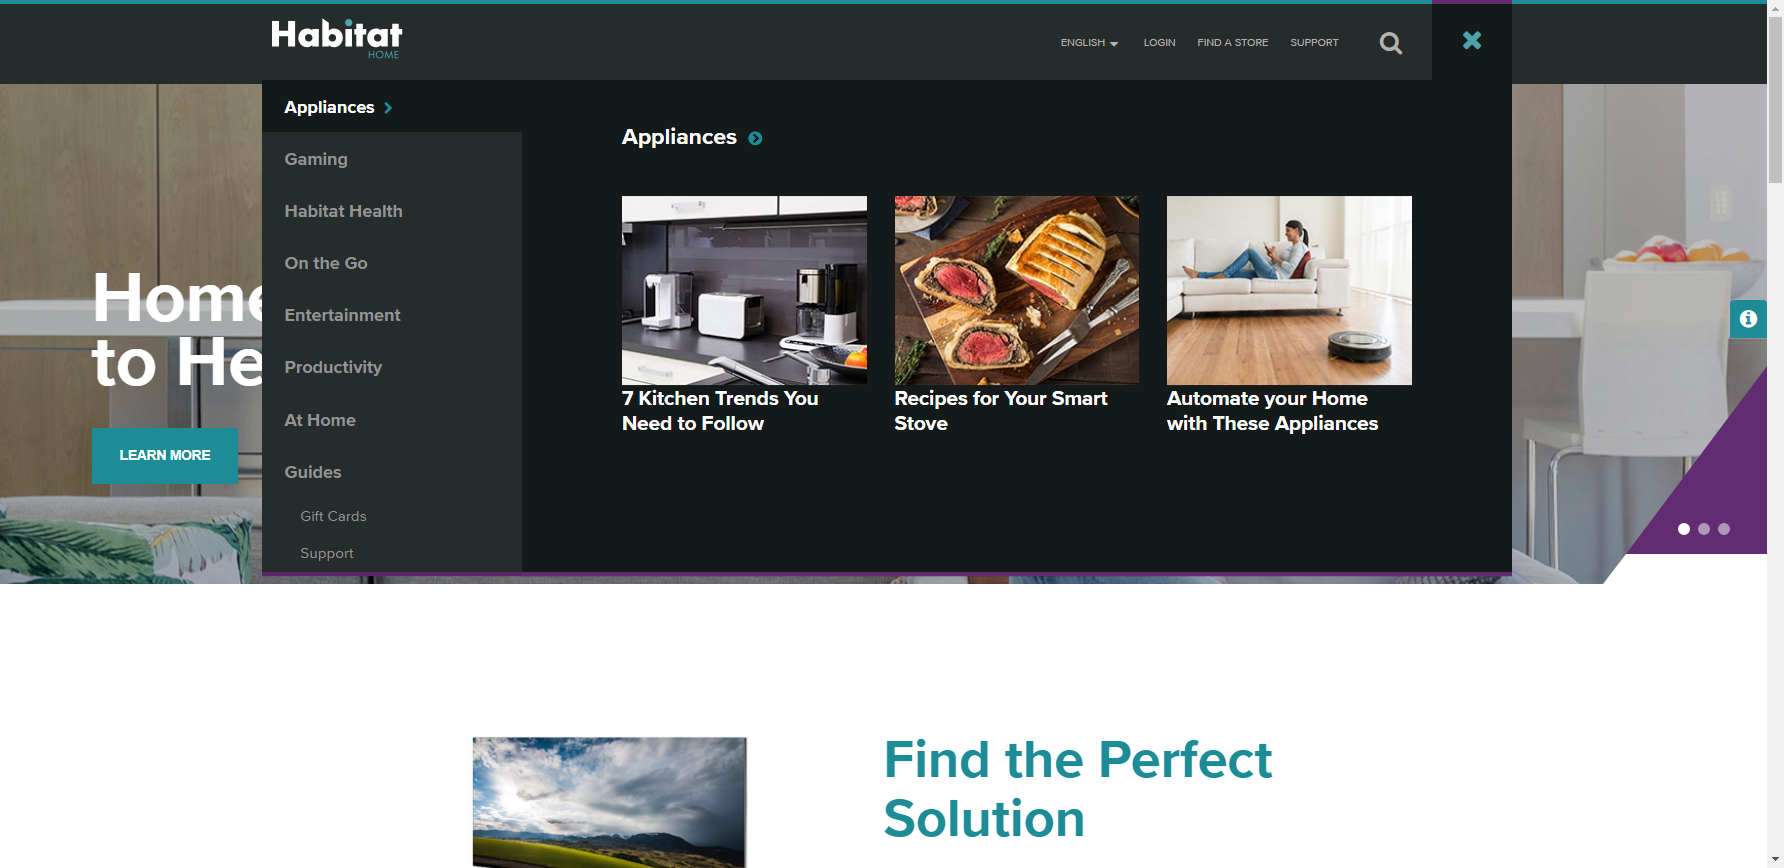 Habitat
HOME
ENGLISH
LOGIN
FIND A STORE
SUPPORT
Appliances
Gaming
Habitat Health
On the Go
Entertainment
Productivity
At Home
Guides
Gift Cards
Support
Appliances
7 Kitchen Trends You
Need to Follow
Recipes for Your Smart
Stove
Automate your Home
with These Appliances
Home
to He
LEARN MORE
Find the Perfect
Solution